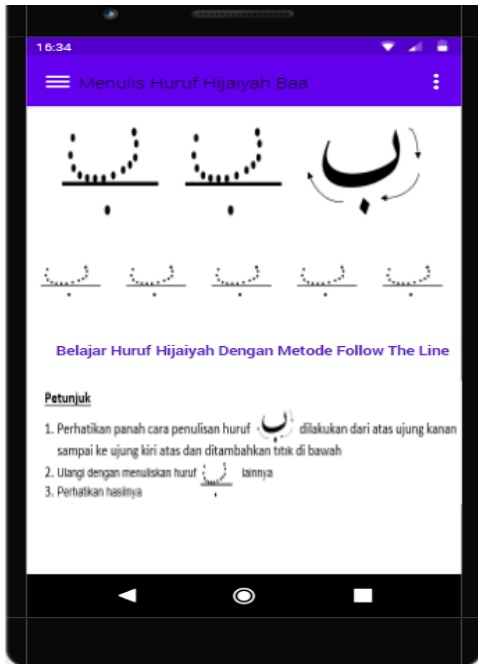 16:34
Menulis Huruf Hijaiyah Baa'
ب
Belajar Huruf Hijaiyah Dengan Metode Follow The Line
Petunjuk
1. Perhatikan panah cara penulisan huruf ب dilakukan dari atas ujung kanan
sampai ke ujung kiri atas dan ditambahkan titik di bawah
2. Ulangi dengan menuliskan huruf ب lainnya
3. Perhatikan hasilnya